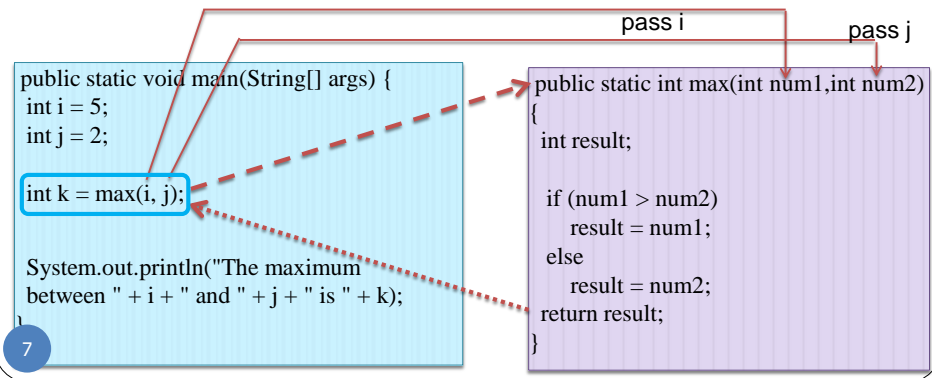 pass i
pass j
public static void main(String[] args) {
int i = 5;
int j = 2;
int k = max(i, j);
System.out.println("The maximum
between " + i + " and " + j + " is " + k);
}
public static int max(int num1,int num2)
{
int result;
if (num1 > num2)
result = num1;
else
result = num2;
return result;
}
7